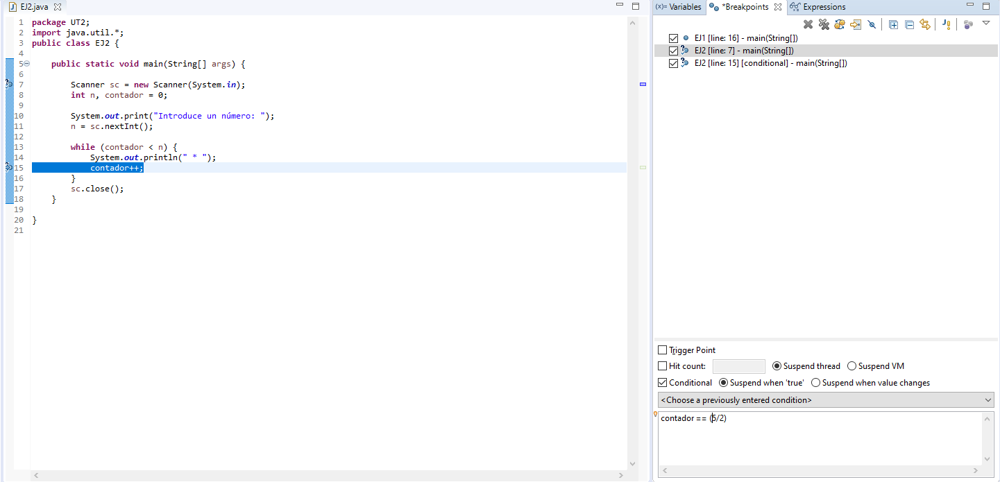 EJ2.java
1 package UT2;
2 import java.util.*;
3 public class EJ2 {
4
5 public static void main(String[] args) {
6
7 Scanner sc = new Scanner(System.in);
8 int n, contador = 0;
9
10 System.out.print("Introduce un número: ");
11 n = sc.nextInt();
12
13 while (contador < n) {
14 System.out.println(" * ");
15 contador++;
16 }
17 sc.close();
18 }
19
20 }
21
(x)= Variables *Breakpoints Expressions
EJ1 [line: 16] - main(String[])
EJ2 [line: 7] - main(String[])
EJ2 [line: 15] [conditional] - main(String[])
Trigger Point
Hit count: Suspend thread Suspend VM
Conditional Suspend when 'true' Suspend when value changes
<Choose a previously entered condition>
contador == (5/2)